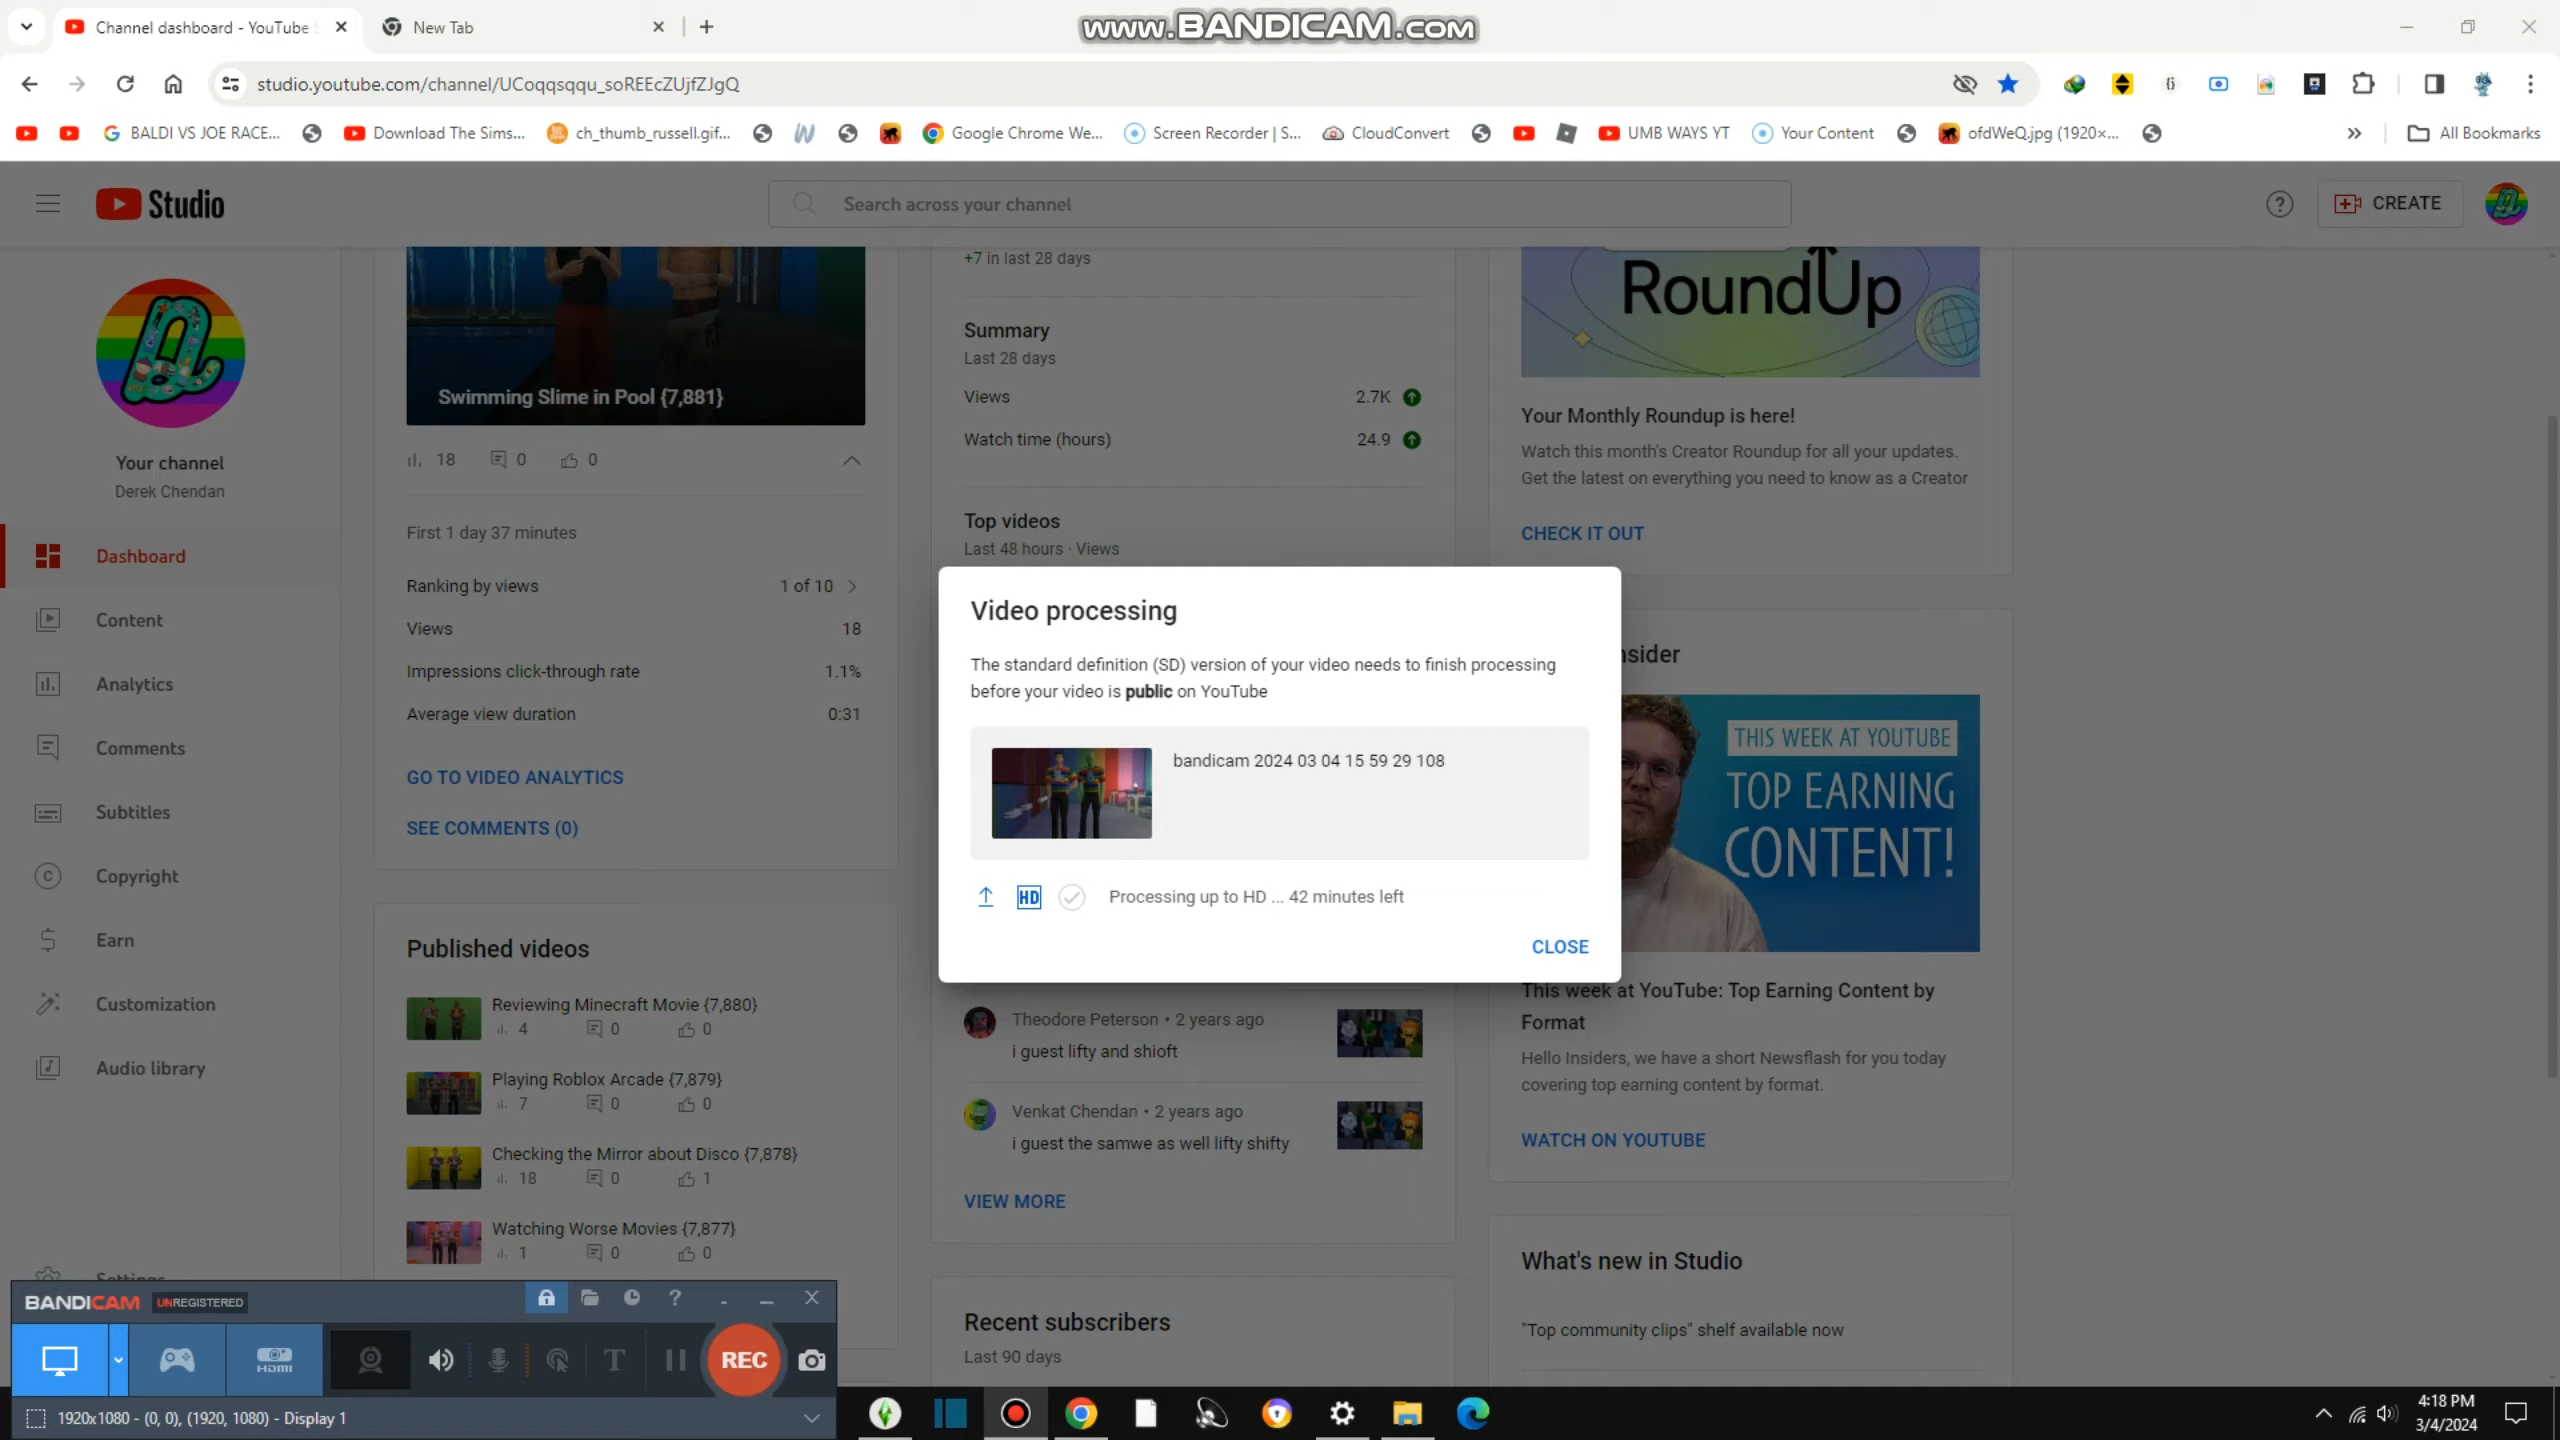 Channel dashboard - YouTube S
New Tab
www.BANDICAM.com
studio.youtube.com/channel/UCoqqsqqu_soREEcZUjfZJgQ
BALDI VS JOE RACE...
Download The Sims...
ch_thumb_russell.gif...
Google Chrome We...
Screen Recorder | S...
CloudConvert
UMB WAYS YT
Your Content
ofdWeQ.jpg (1920×...
All Bookmarks
Studio
Search across your channel
CREATE
Your channel
Derek Chendan
Dashboard
Content
Analytics
Comments
Subtitles
Copyright
Earn
Customization
Audio library
Settings
Swimming Slime in Pool {7,881}
18 0 0
First 1 day 37 minutes
Ranking by views 1 of 10
Views 18
Impressions click-through rate 1.1%
Average view duration 0:31
GO TO VIDEO ANALYTICS
SEE COMMENTS (0)
Published videos
Reviewing Minecraft Movie {7,880}
4 0 0
Playing Roblox Arcade {7,879}
7 0 0
Checking the Mirror about Disco {7,878}
18 0 1
Watching Worse Movies {7,877}
1 0 0
+7 in last 28 days
Summary
Last 28 days
Views 2.7K
Watch time (hours) 24.9
Top videos
Last 48 hours · Views
Video processing
The standard definition (SD) version of your video needs to finish processing
before your video is public on YouTube
bandicam 2024 03 04 15 59 29 108
HD Processing up to HD ... 42 minutes left
CLOSE
Theodore Peterson • 2 years ago
i guest lifty and shioft
Venkat Chendan • 2 years ago
i guest the samwe as well lifty shifty
VIEW MORE
Recent subscribers
Last 90 days
RoundUp
Your Monthly Roundup is here!
Watch this month's Creator Roundup for all your updates.
Get the latest on everything you need to know as a Creator
CHECK IT OUT
nsider
THIS WEEK AT YOUTUBE
TOP EARNING
CONTENT!
This week at YouTube: Top Earning Content by
Format
Hello Insiders, we have a short Newsflash for you today
covering top earning content by format.
WATCH ON YOUTUBE
What's new in Studio
"Top community clips" shelf available now
BANDICAM UNREGISTERED
HDMI
T
REC
1920x1080 - (0, 0), (1920, 1080) - Display 1
4:18 PM
3/4/2024